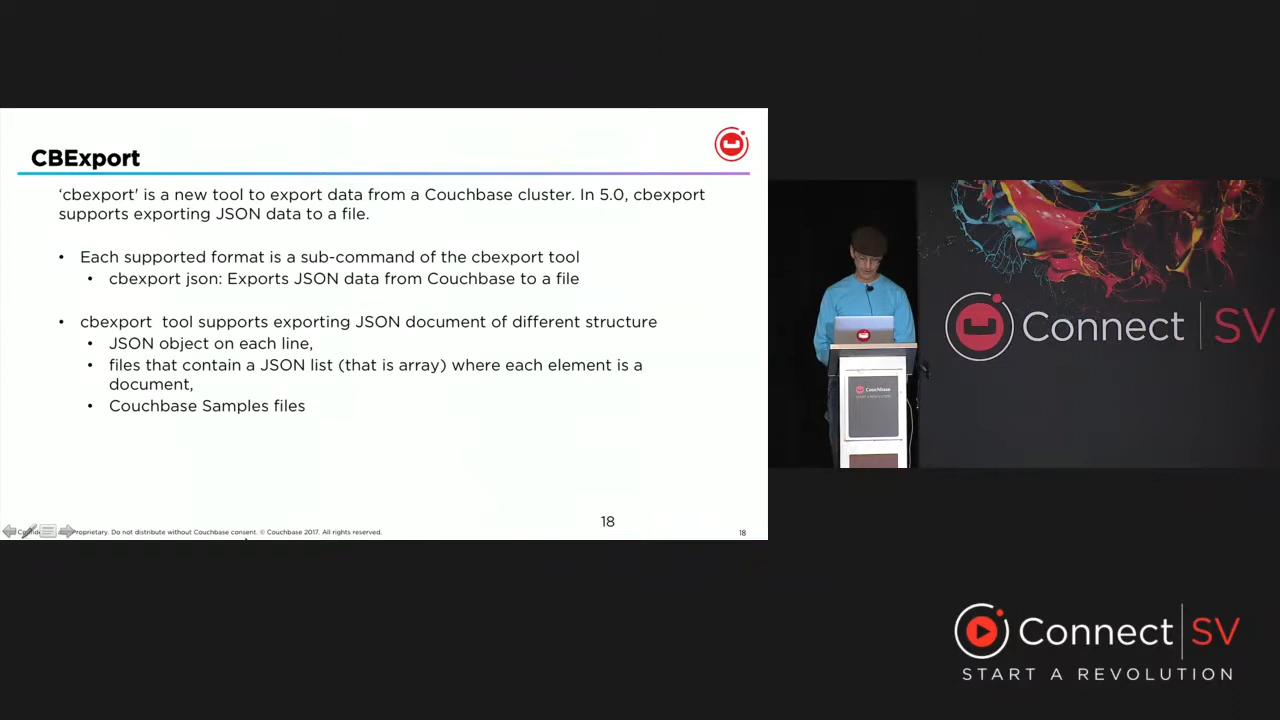 CBExport
‘cbexport' is a new tool to export data from a Couchbase cluster. In 5.0, cbexport
supports exporting JSON data to a file.
• Each supported format is a sub-command of the cbexport tool
• cbexport json: Exports JSON data from Couchbase to a file
• cbexport  tool supports exporting JSON document of different structure
• JSON object on each line,
• files that contain a JSON list (that is array) where each element is a
document,
• Couchbase Samples files
18
Proprietary. Do not distribute without Couchbase consent. © Couchbase 2017. All rights reserved.
18
Connect SV
Couchbase
START A REVOLUTION
Connect SV
START A REVOLUTION